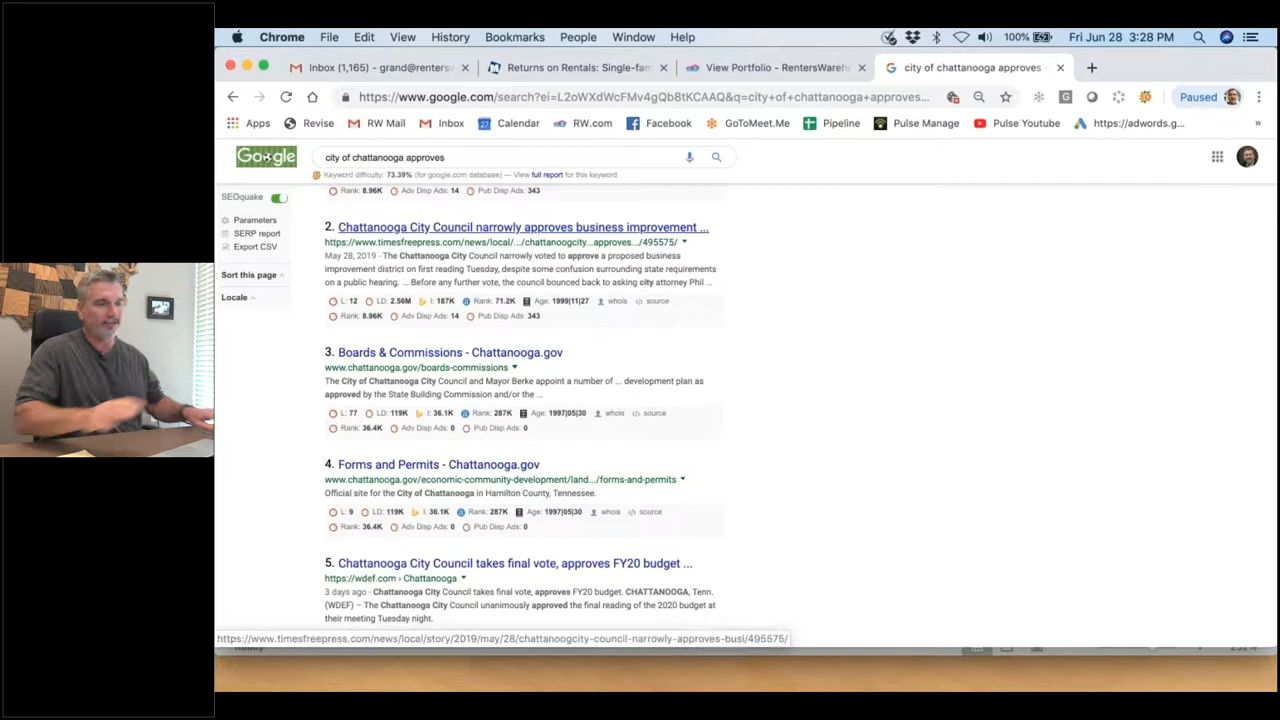 Chrome File Edit View History Bookmarks People Window Help 100% Fri Jun 28 3:28 PM
Inbox (1,165) - grand@renters Returns on Rentals: Single-fam View Portfolio - RentersWareh city of chattanooga approves -
https://www.google.com/search?ei=L2oWXdWcFMv4gQb8tKCAAQ&q=city+of+chattanooga+approves... Paused
Apps Revise RW Mail Inbox Calendar RW.com Facebook GoToMeet.Me Pipeline Pulse Manage Pulse Youtube https://adwords.g... »
Google city of chattanooga approves
Keyword difficulty: 73.39% (for google.com database) — View full report for this keyword
Rank: 8.96K Adv Disp Ads: 14 Pub Disp Ads: 343
SEOquake
Parameters
SERP report
Export CSV
Sort this page
Locale
2. Chattanooga City Council narrowly approves business improvement ...
https://www.timesfreepress.com/news/local/.../chattanoogcity...approves.../495575/
May 28, 2019 - The Chattanooga City Council narrowly voted to approve a proposed business
improvement district on first reading Tuesday, despite some confusion surrounding state requirements
on a public hearing. ... Before any further vote, the council bounced back to asking city attorney Phil ...
L: 12 LD: 2.56M I: 187K Rank: 71.2K Age: 1999|11|27 whois source
Rank: 8.96K Adv Disp Ads: 14 Pub Disp Ads: 343
3. Boards & Commissions - Chattanooga.gov
www.chattanooga.gov/boards-commissions
The City of Chattanooga City Council and Mayor Berke appoint a number of ... development plan as
approved by the State Building Commission and/or the ...
L: 77 LD: 119K I: 36.1K Rank: 287K Age: 1997|05|30 whois source
Rank: 36.4K Adv Disp Ads: 0 Pub Disp Ads: 0
4. Forms and Permits - Chattanooga.gov
www.chattanooga.gov/economic-community-development/land.../forms-and-permits
Official site for the City of Chattanooga in Hamilton County, Tennessee.
L: 9 LD: 119K I: 36.1K Rank: 287K Age: 1997|05|30 whois source
Rank: 36.4K Adv Disp Ads: 0 Pub Disp Ads: 0
5. Chattanooga City Council takes final vote, approves FY20 budget ...
https://wdef.com › Chattanooga
3 days ago - Chattanooga City Council takes final vote, approves FY20 budget. CHATTANOOGA, Tenn.
(WDEF) – The Chattanooga City Council unanimously approved the final reading of the 2020 budget at
their meeting Tuesday night.
https://www.timesfreepress.com/news/local/story/2019/may/28/chattanoogcity-council-narrowly-approves-busi/495575/